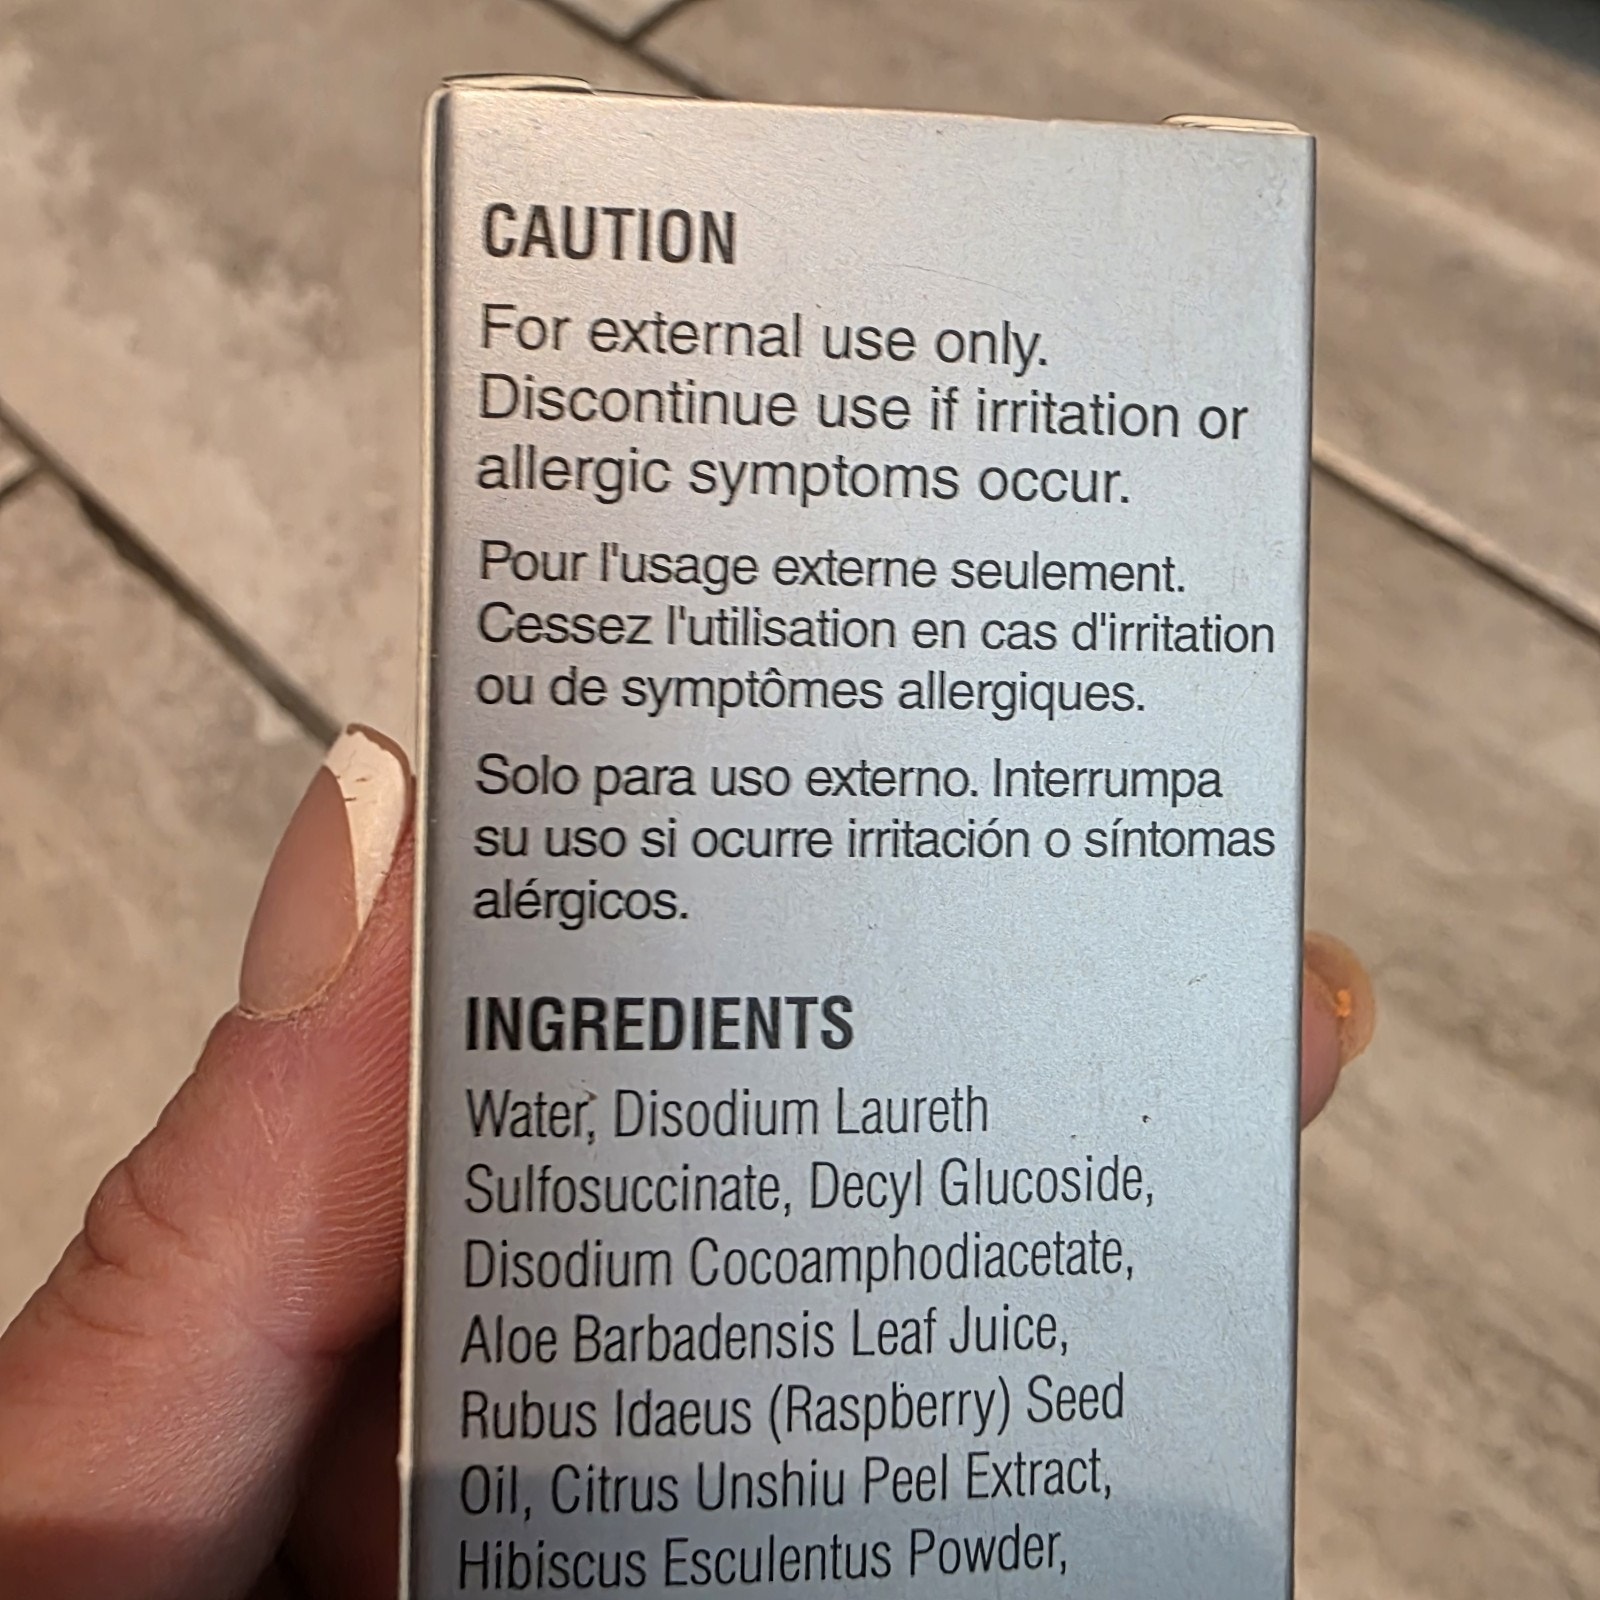 CAUTION
For external use only.
Discontinue use if irritation or
allergic symptoms occur.
Pour l'usage externe seulement.
Cessez l'utilisation en cas d'irritation
ou de symptômes allergiques.
Solo para uso externo. Interrumpa
su uso si ocurre irritación o síntomas
alérgicos.
INGREDIENTS
Water, Disodium Laureth
Sulfosuccinate, Decyl Glucoside,
Disodium Cocoamphodiacetate,
Aloe Barbadensis Leaf Juice,
Rubus Idaeus (Raspberry) Seed
Oil, Citrus Unshiu Peel Extract,
Hibiscus Esculentus Powder,